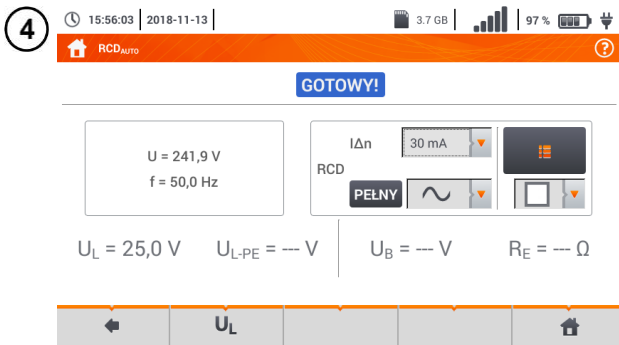 4
15:56:03 2018-11-13 3.7 GB 97 %
RCDAUTO ?
GOTOWY!
U = 241,9 V
f = 50,0 Hz
IΔn 30 mA
RCD
PEŁNY
UL = 25,0 V UL-PE = --- V UB = --- V RE = --- Ω
UL